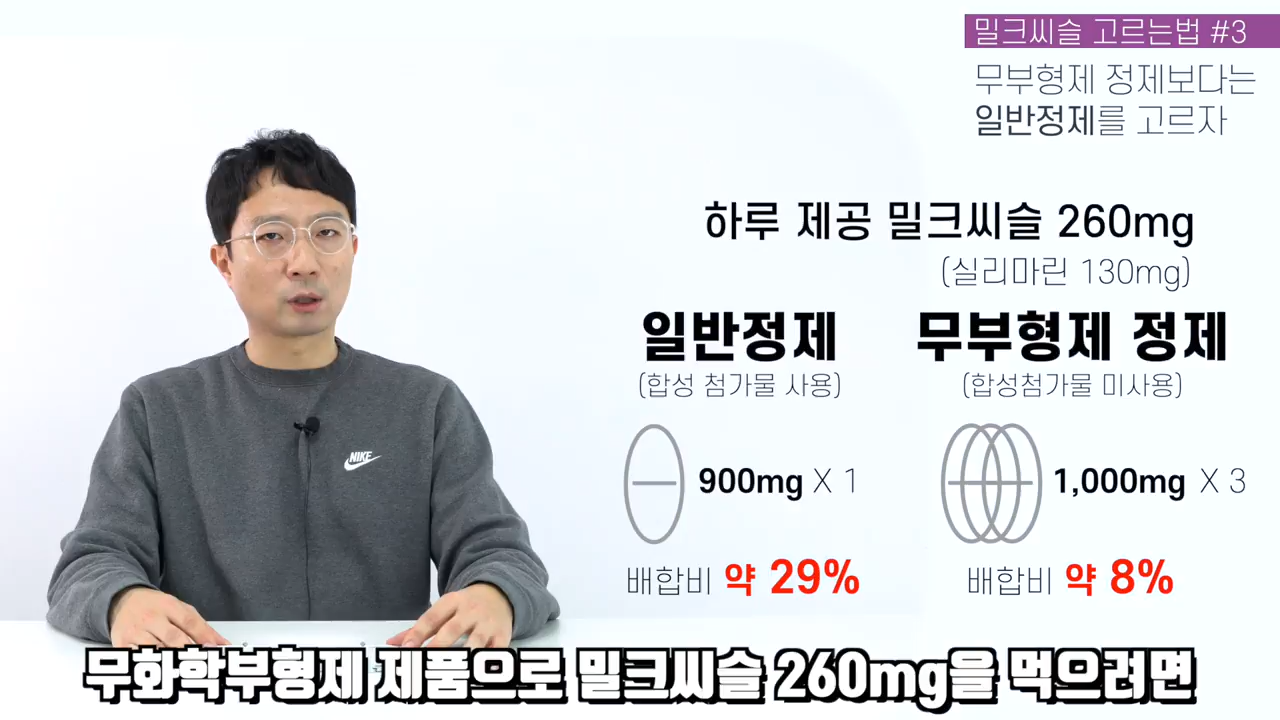 밀크씨슬 고르는법 #3
무부형제 정제보다는
일반정제를 고르자
하루 제공 밀크씨슬 260mg
(실리마린 130mg)
일반정제
(합성 첨가물 사용)
900mg X 1
배합비 약 29%
무부형제 정제
(합성첨가물 미사용)
1,000mg X 3
배합비 약 8%
NIKE
무화학부형제 제품으로 밀크씨슬 260mg을 먹으려면